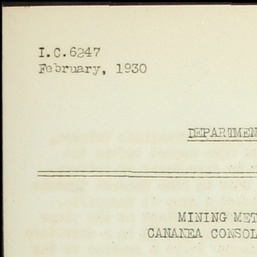 I.C.6247
February, 1930
DEPARTMEN
MINING MET
CANANEA CONSOL